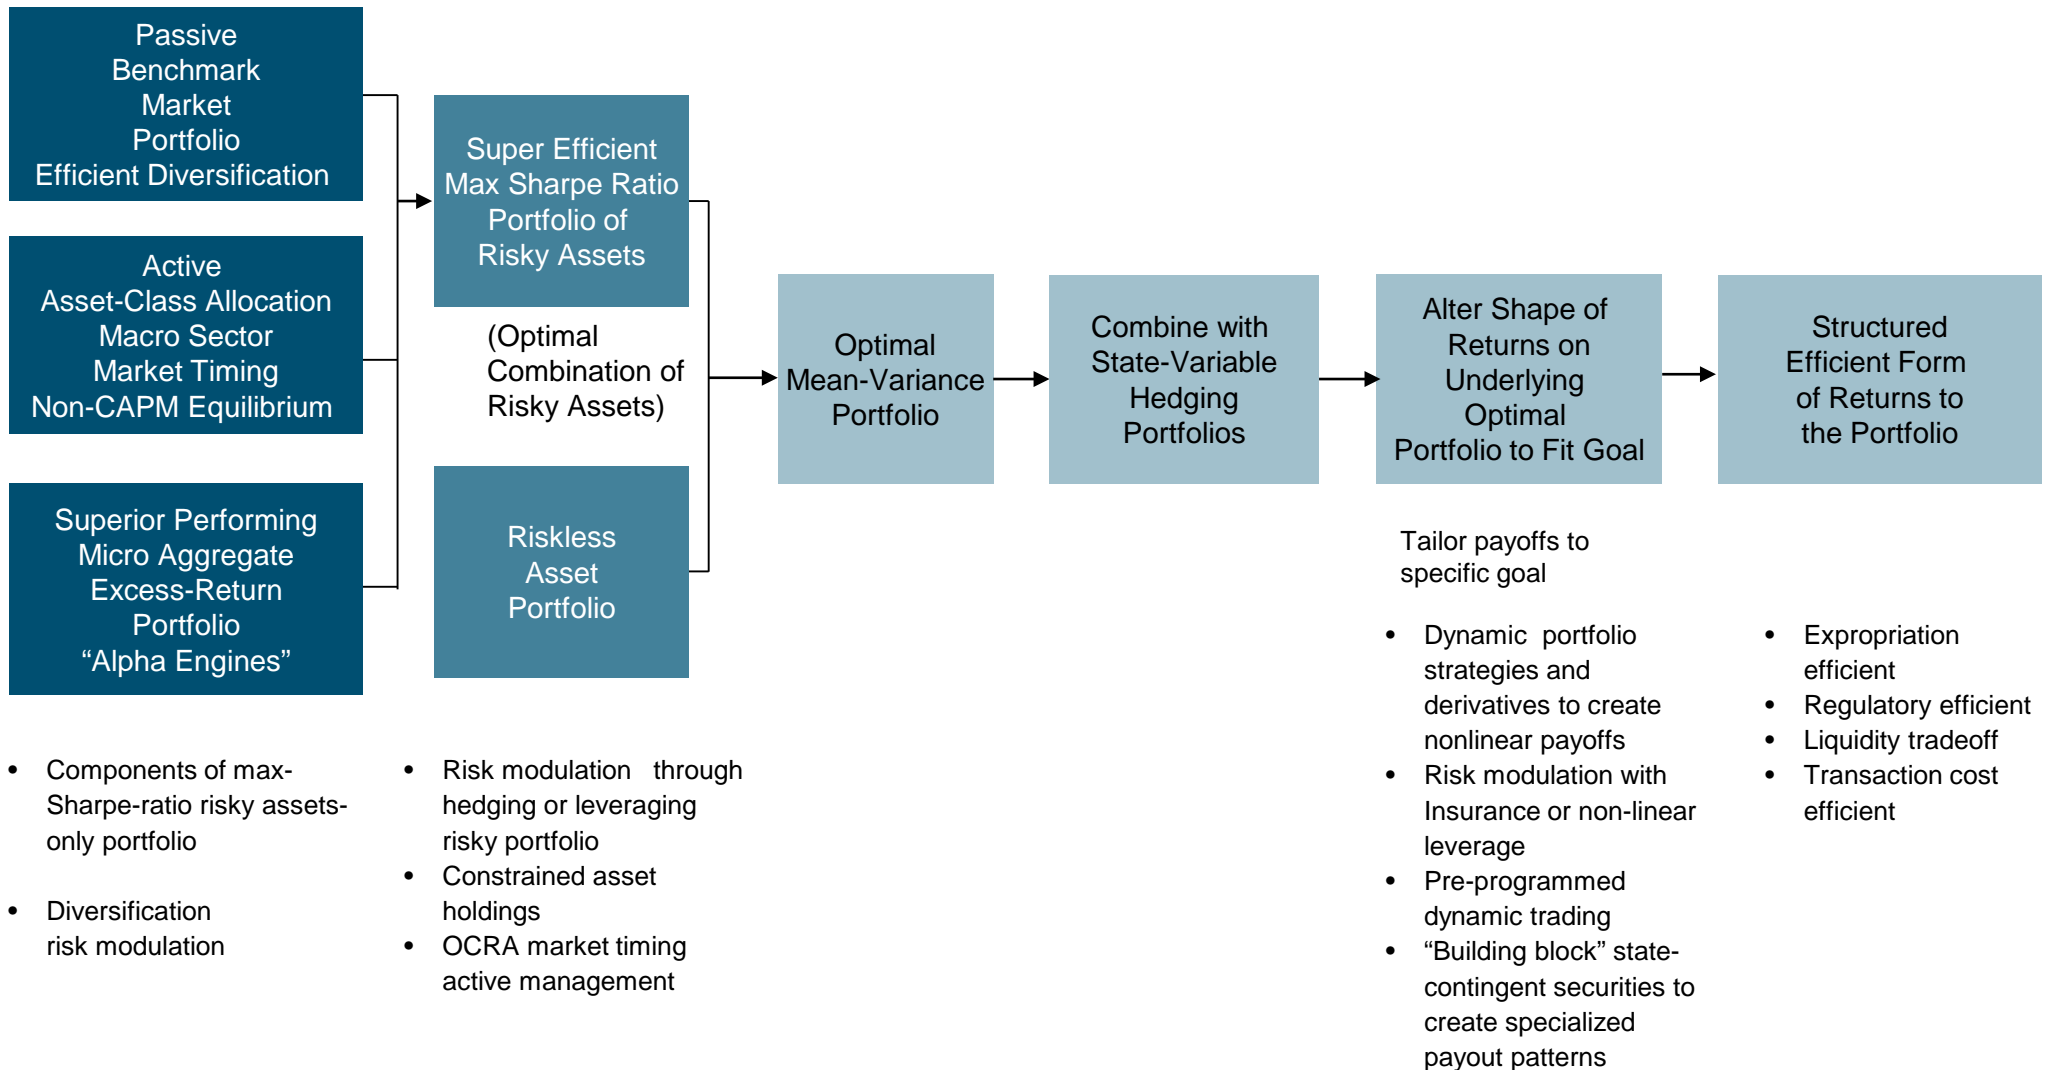 Passive
Benchmark
Market
Portfolio
Efficient Diversification
Active
Asset-Class Allocation
Macro Sector
Market Timing
Non-CAPM Equilibrium
Superior Performing
Micro Aggregate
Excess-Return
Portfolio
“Alpha Engines”
• Components of max-
Sharpe-ratio risky assets-
only portfolio
• Diversification
risk modulation
Super Efficient
Max Sharpe Ratio
Portfolio of
Risky Assets
(Optimal
Combination of
Risky Assets)
Riskless
Asset
Portfolio
• Risk modulation through
hedging or leveraging
risky portfolio
• Constrained asset
holdings
• OCRA market timing
active management
Optimal
Mean-Variance
Portfolio
Combine with
State-Variable
Hedging
Portfolios
Alter Shape of
Returns on
Underlying
Optimal
Portfolio to Fit Goal
Tailor payoffs to
specific goal
• Dynamic portfolio
strategies and
derivatives to create
nonlinear payoffs
• Risk modulation with
Insurance or non-linear
leverage
• Pre-programmed
dynamic trading
• “Building block” state-
contingent securities to
create specialized
payout patterns
Structured
Efficient Form
of Returns to
the Portfolio
• Expropriation
efficient
• Regulatory efficient
• Liquidity tradeoff
• Transaction cost
efficient